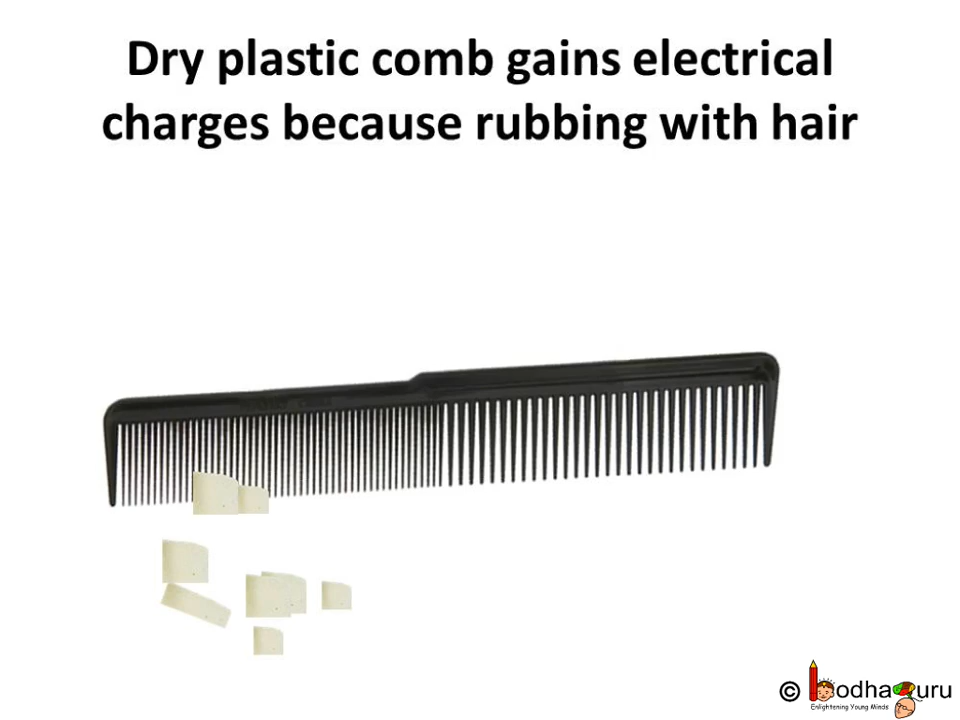 Dry plastic comb gains electrical
charges because rubbing with hair
© bodhaguru
Enlightening Young Minds